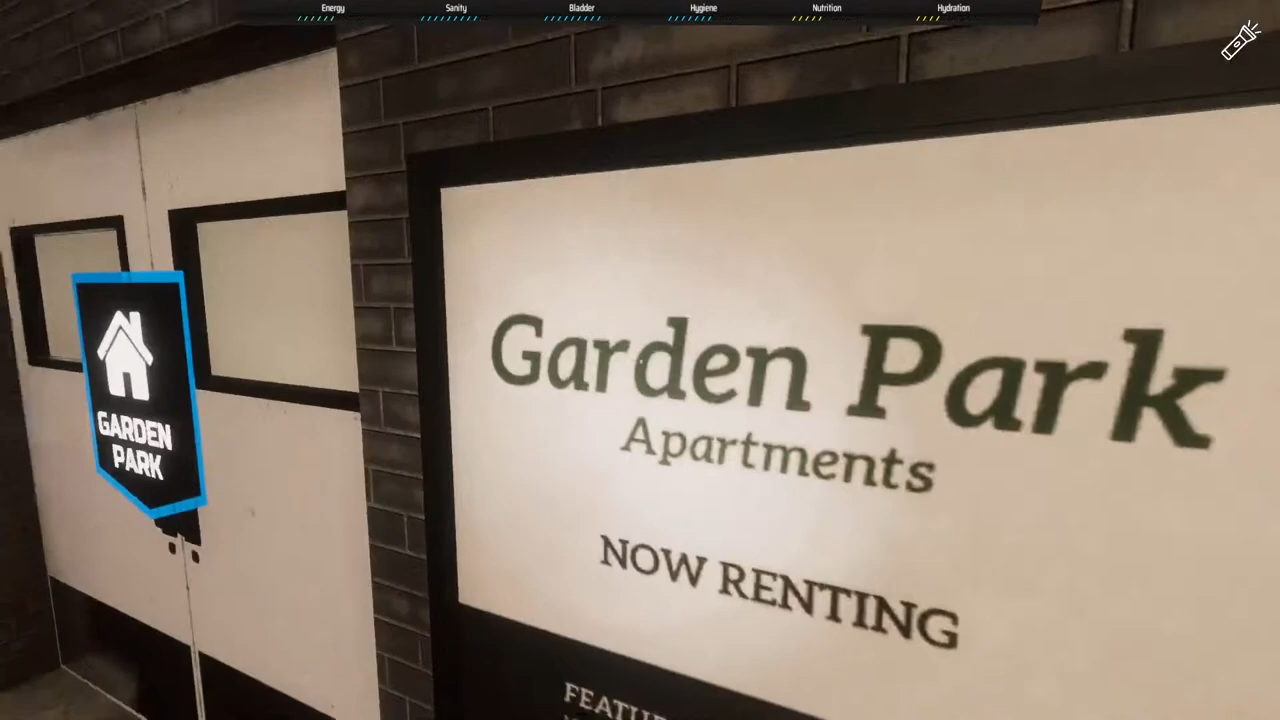 Energy
Sanity
Bladder
Hygiene
Nutrition
Hydration
GARDEN
PARK
Garden Park
Apartments
NOW RENTING